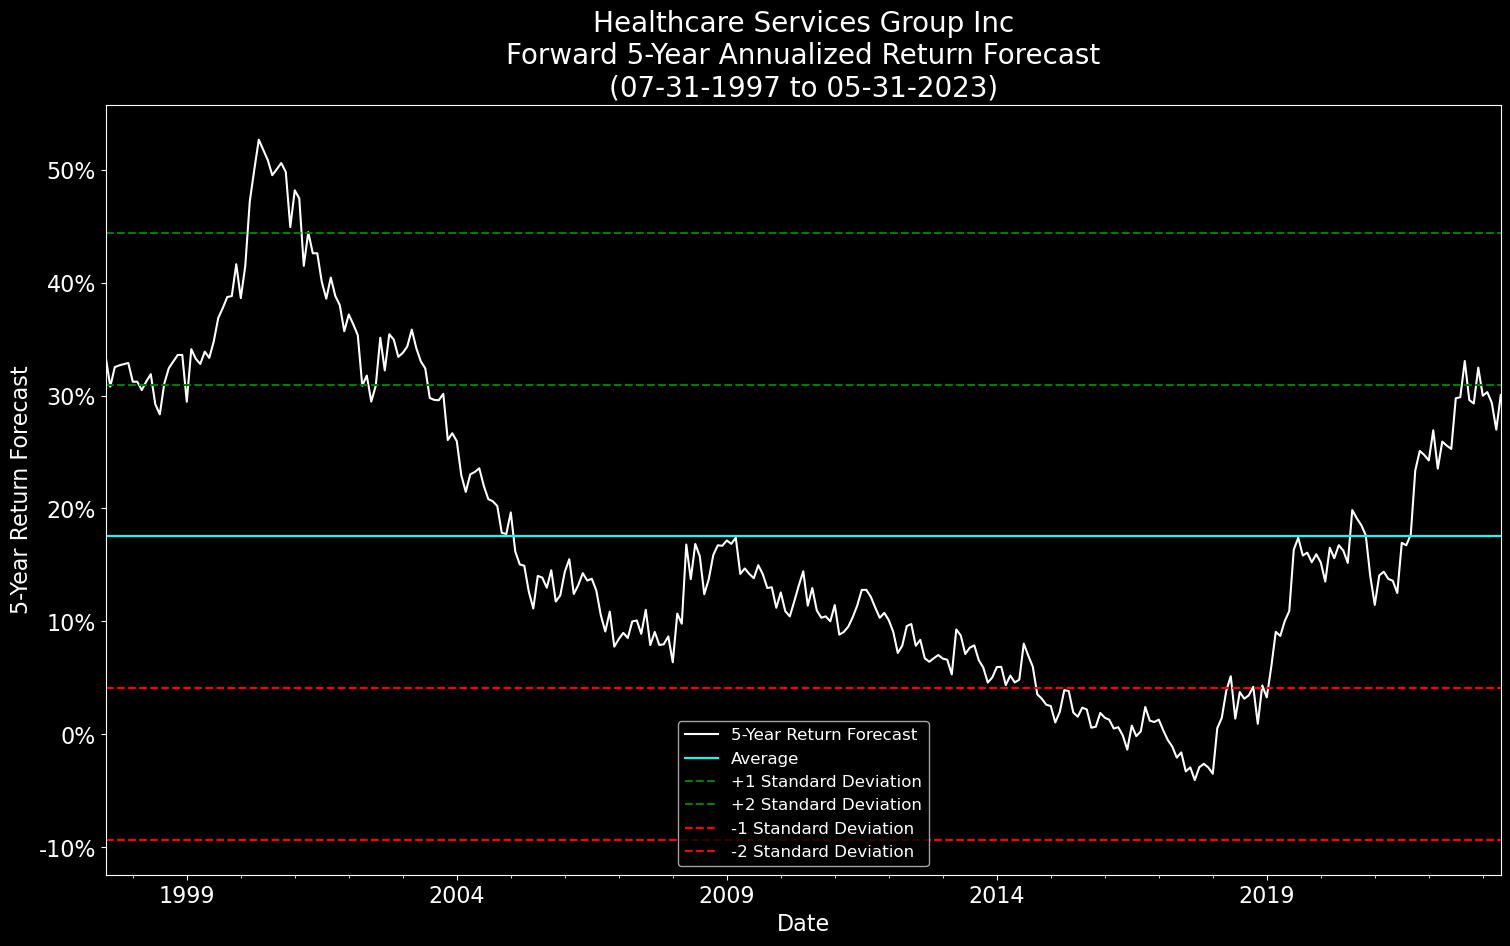 Healthcare Services Group Inc
Forward 5-Year Annualized Return Forecast
(07-31-1997 to 05-31-2023)
5-Year Return Forecast
50%
40%
30%
20%
10%
0%
-10%
5-Year Return Forecast
Average
+1 Standard Deviation
+2 Standard Deviation
-1 Standard Deviation
-2 Standard Deviation
1999 2004 2009 2014 2019
Date